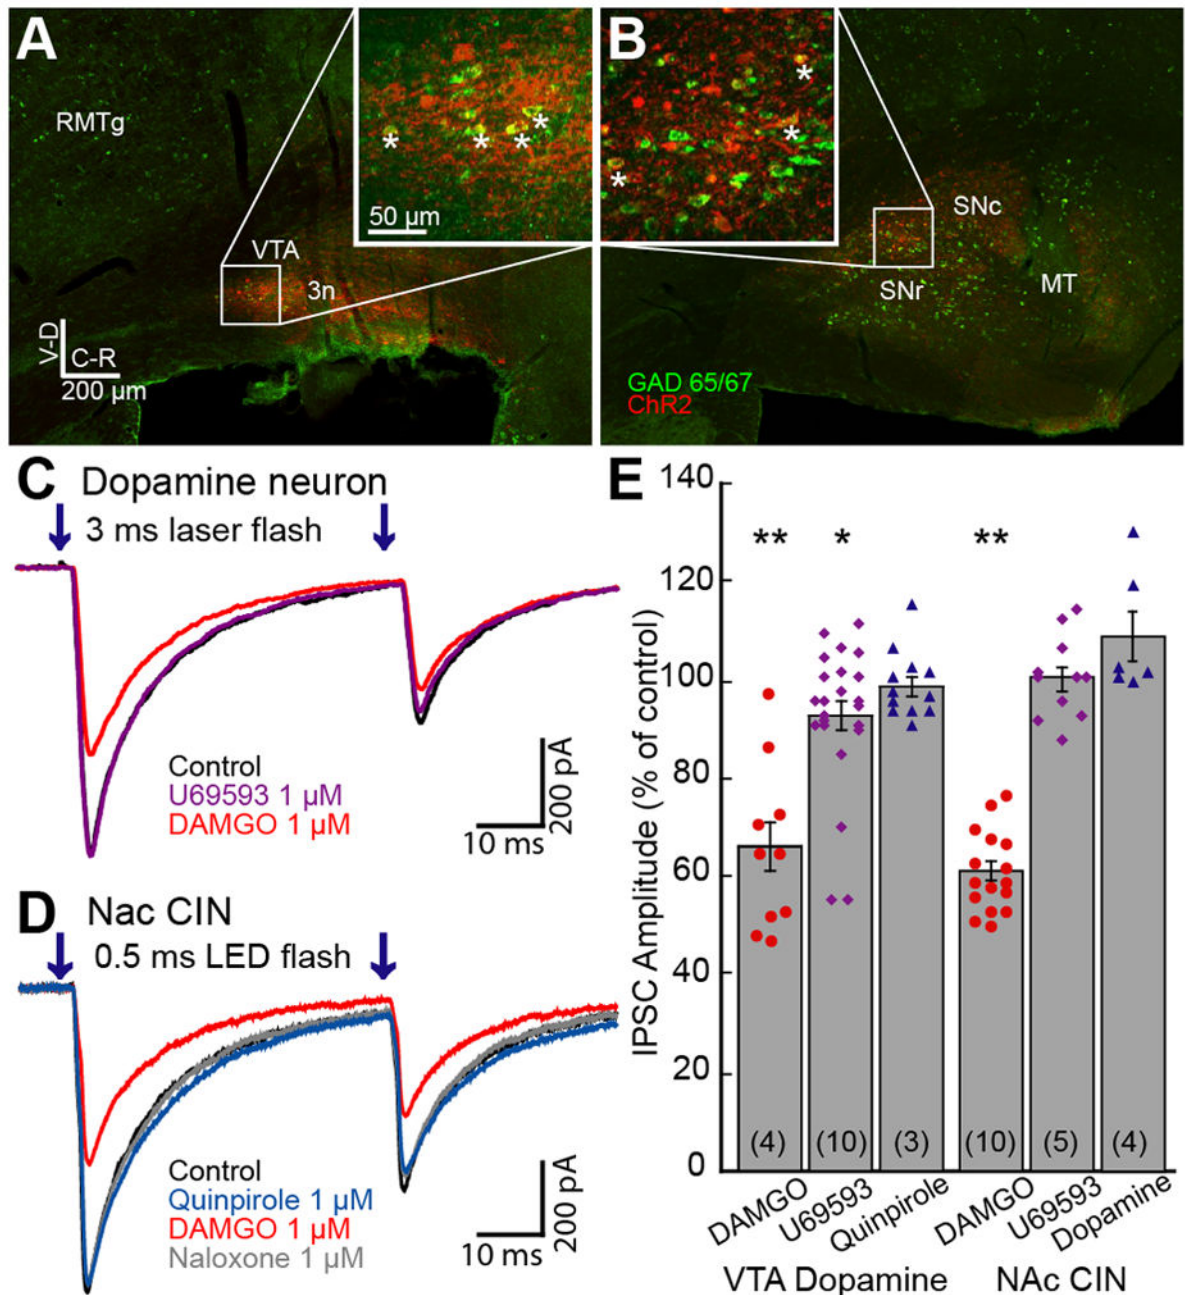 A
RMTg
VTA
3n
V-D
C-R
200 µm
*
*
*
*
50 µm
B
*
*
*
SNc
SNr
MT
GAD 65/67
ChR2
C
Dopamine neuron
3 ms laser flash
Control
U69593 1 µM
DAMGO 1 µM
200 pA
10 ms
D
Nac CIN
0.5 ms LED flash
Control
Quinpirole 1 µM
DAMGO 1 µM
Naloxone 1 µM
200 pA
10 ms
E
IPSC Amplitude (% of control)
140
120
100
80
60
40
20
0
** * **
(4) (10) (3) (10) (5) (4)
DAMGO U69593 Quinpirole DAMGO U69593 Dopamine
VTA Dopamine NAc CIN